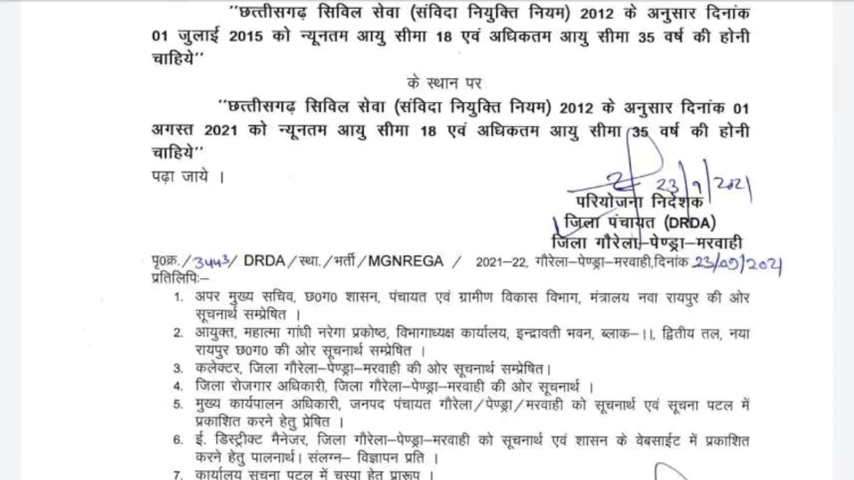 "छत्तीसगढ़ सिविल सेवा (संविदा नियुक्ति नियम) 2012 के अनुसार दिनांक
01 जुलाई 2015 को न्यूनतम आयु सीमा 18 एवं अधिकतम आयु सीमा 35 वर्ष की होनी
चाहिये"
के स्थान पर
"छत्तीसगढ़ सिविल सेवा (संविदा नियुक्ति नियम) 2012 के अनुसार दिनांक 01
अगस्त 2021 को न्यूनतम आयु सीमा 18 एवं अधिकतम आयु सीमा 35 वर्ष की होनी
चाहिये"
पढ़ा जाये ।
23/9/2021
परियोजना निदेशक
जिला पंचायत (DRDA)
जिला गौरेला–पेण्ड्रा–मरवाही
पृ0क्र./3443/ DRDA/स्था./भर्ती/MGNREGA / 2021–22, गौरेला–पेण्ड्रा–मरवाही,दिनांक 23/09/2021
प्रतिलिपिः–
1. अपर मुख्य सचिव, छ0ग0 शासन, पंचायत एवं ग्रामीण विकास विभाग, मंत्रालय नवा रायपुर की ओर
सूचनार्थ सम्प्रेषित ।
2. आयुक्त, महात्मा गांधी नरेगा प्रकोष्ठ, विभागाध्यक्ष कार्यालय, इन्द्रावती भवन, ब्लाक–।।, द्वितीय तल, नया
रायपुर छ0ग0 की ओर सूचनार्थ सम्प्रेषित ।
3. कलेक्टर, जिला गौरेला–पेण्ड्रा–मरवाही की ओर सूचनार्थ सम्प्रेषित।
4. जिला रोजगार अधिकारी, जिला गौरेला–पेण्ड्रा–मरवाही की ओर सूचनार्थ ।
5. मुख्य कार्यपालन अधिकारी, जनपद पंचायत गौरेला/पेण्ड्रा/मरवाही को सूचनार्थ एवं सूचना पटल में
प्रकाशित करने हेतु प्रेषित ।
6. ई. डिस्ट्रीक्ट मैनेजर, जिला गौरेला–पेण्ड्रा–मरवाही को सूचनार्थ एवं शासन के वेबसाईट में प्रकाशित
करने हेतु पालनार्थ। संलग्न– विज्ञापन प्रति ।
7. कार्यालय सूचना पटल में चस्पा हेतु प्रारूप ।